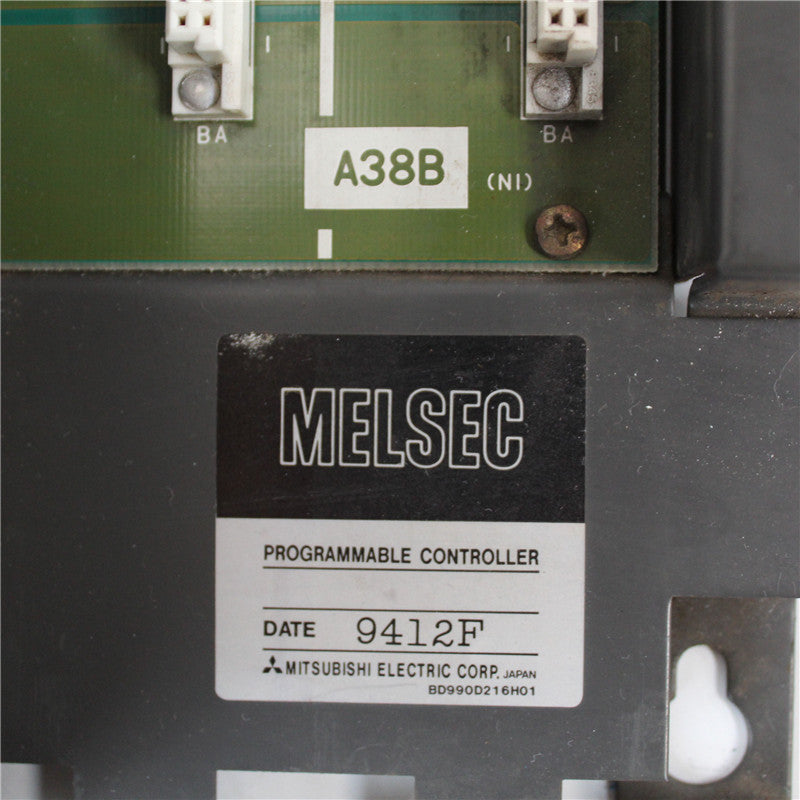 BA BA
A38B (NI)
MELSEC
PROGRAMMABLE CONTROLLER
DATE 9412F
MITSUBISHI ELECTRIC CORP. JAPAN
BD990D216H01